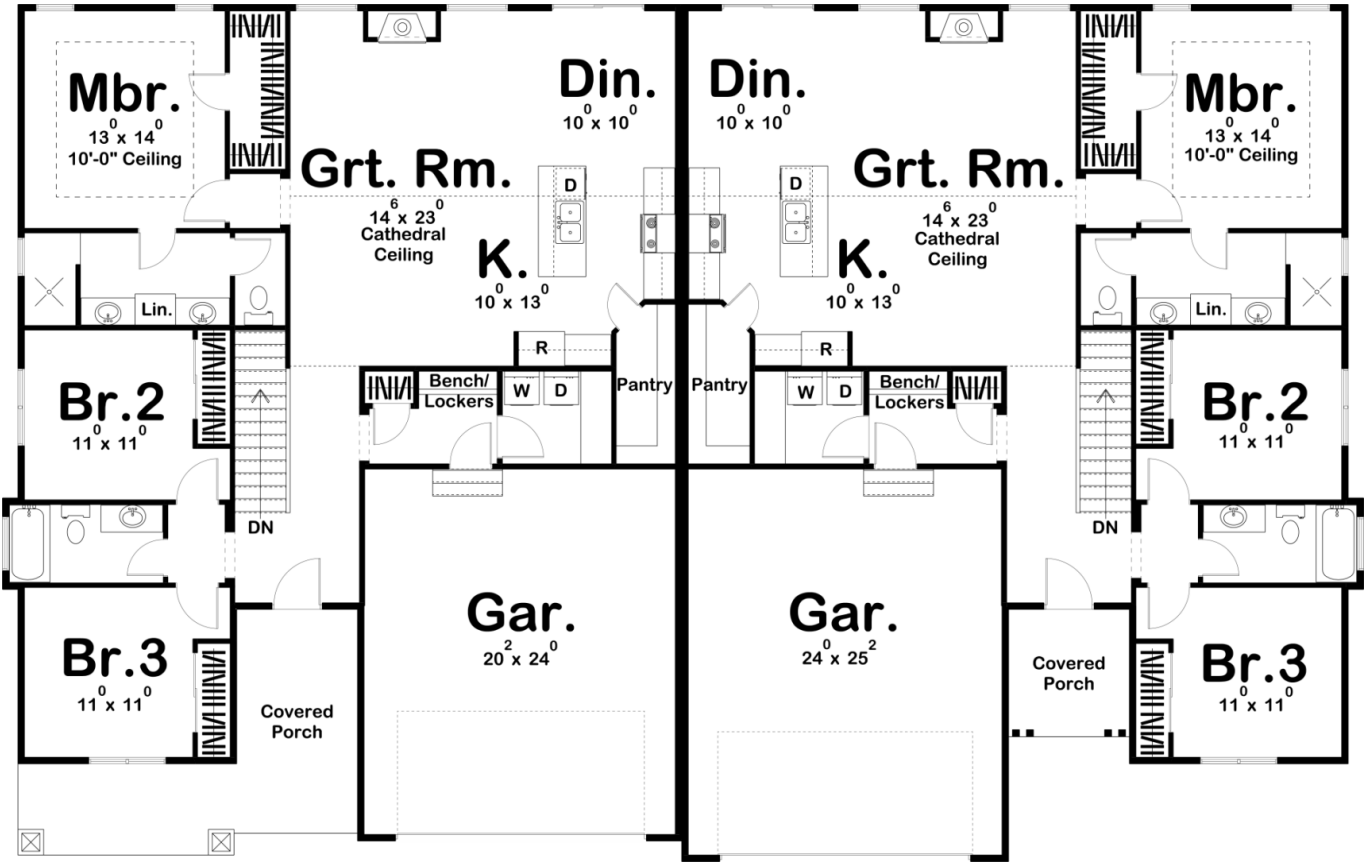 Mbr.
13⁰ x 14⁰
10'-0" Ceiling
Din.
10⁰ x 10⁰
Grt. Rm.
14⁶ x 23⁰
Cathedral
Ceiling
D
K.
10⁰ x 13⁰
Lin.
R
Pantry
Bench/
Lockers
W
D
Br.2
11⁰ x 11⁰
DN
Br.3
11⁰ x 11⁰
Covered
Porch
Gar.
20² x 24⁰
Din.
10⁰ x 10⁰
Mbr.
13⁰ x 14⁰
10'-0" Ceiling
Grt. Rm.
14⁶ x 23⁰
Cathedral
Ceiling
D
K.
10⁰ x 13⁰
Lin.
R
Pantry
W
D
Bench/
Lockers
Br.2
11⁰ x 11⁰
DN
Gar.
24⁰ x 25²
Covered
Porch
Br.3
11⁰ x 11⁰